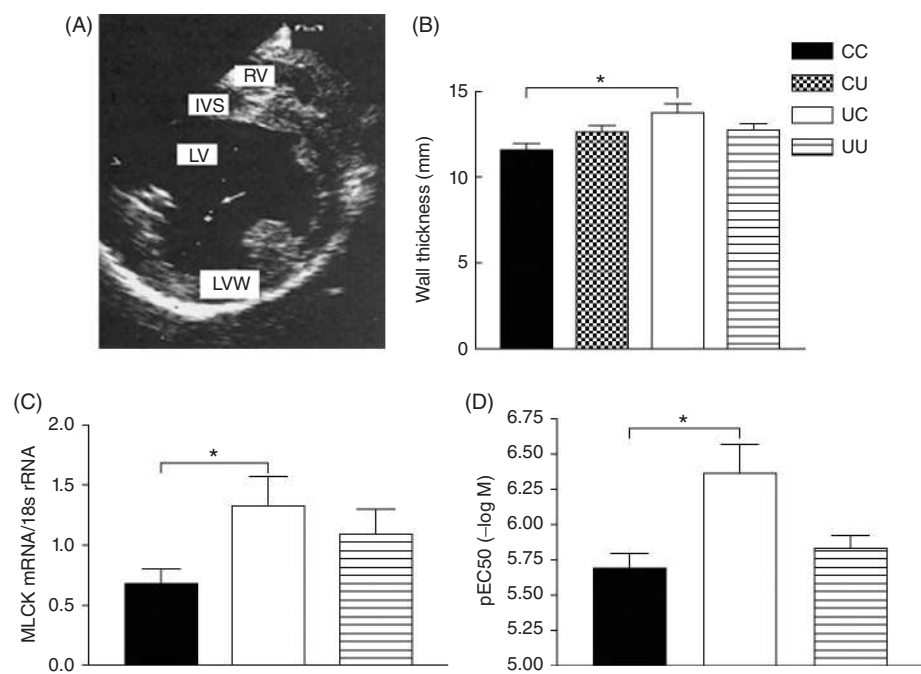 (A)
RV
IVS
LV
LVW
(B)
Wall thickness (mm)
15
10
5
0
*
CC
CU
UC
UU
(C)
MLCK mRNA/18s rRNA
2.0
1.5
1.0
0.5
0.0
*
(D)
pEC50 (–log M)
6.75
6.50
6.25
6.00
5.75
5.50
5.25
5.00
*